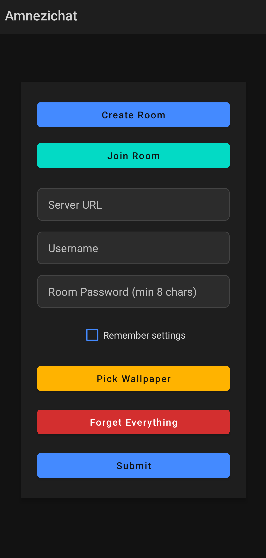 Amnezichat
Create Room
Join Room
Server URL
Username
Room Password (min 8 chars)
Remember settings
Pick Wallpaper
Forget Everything
Submit